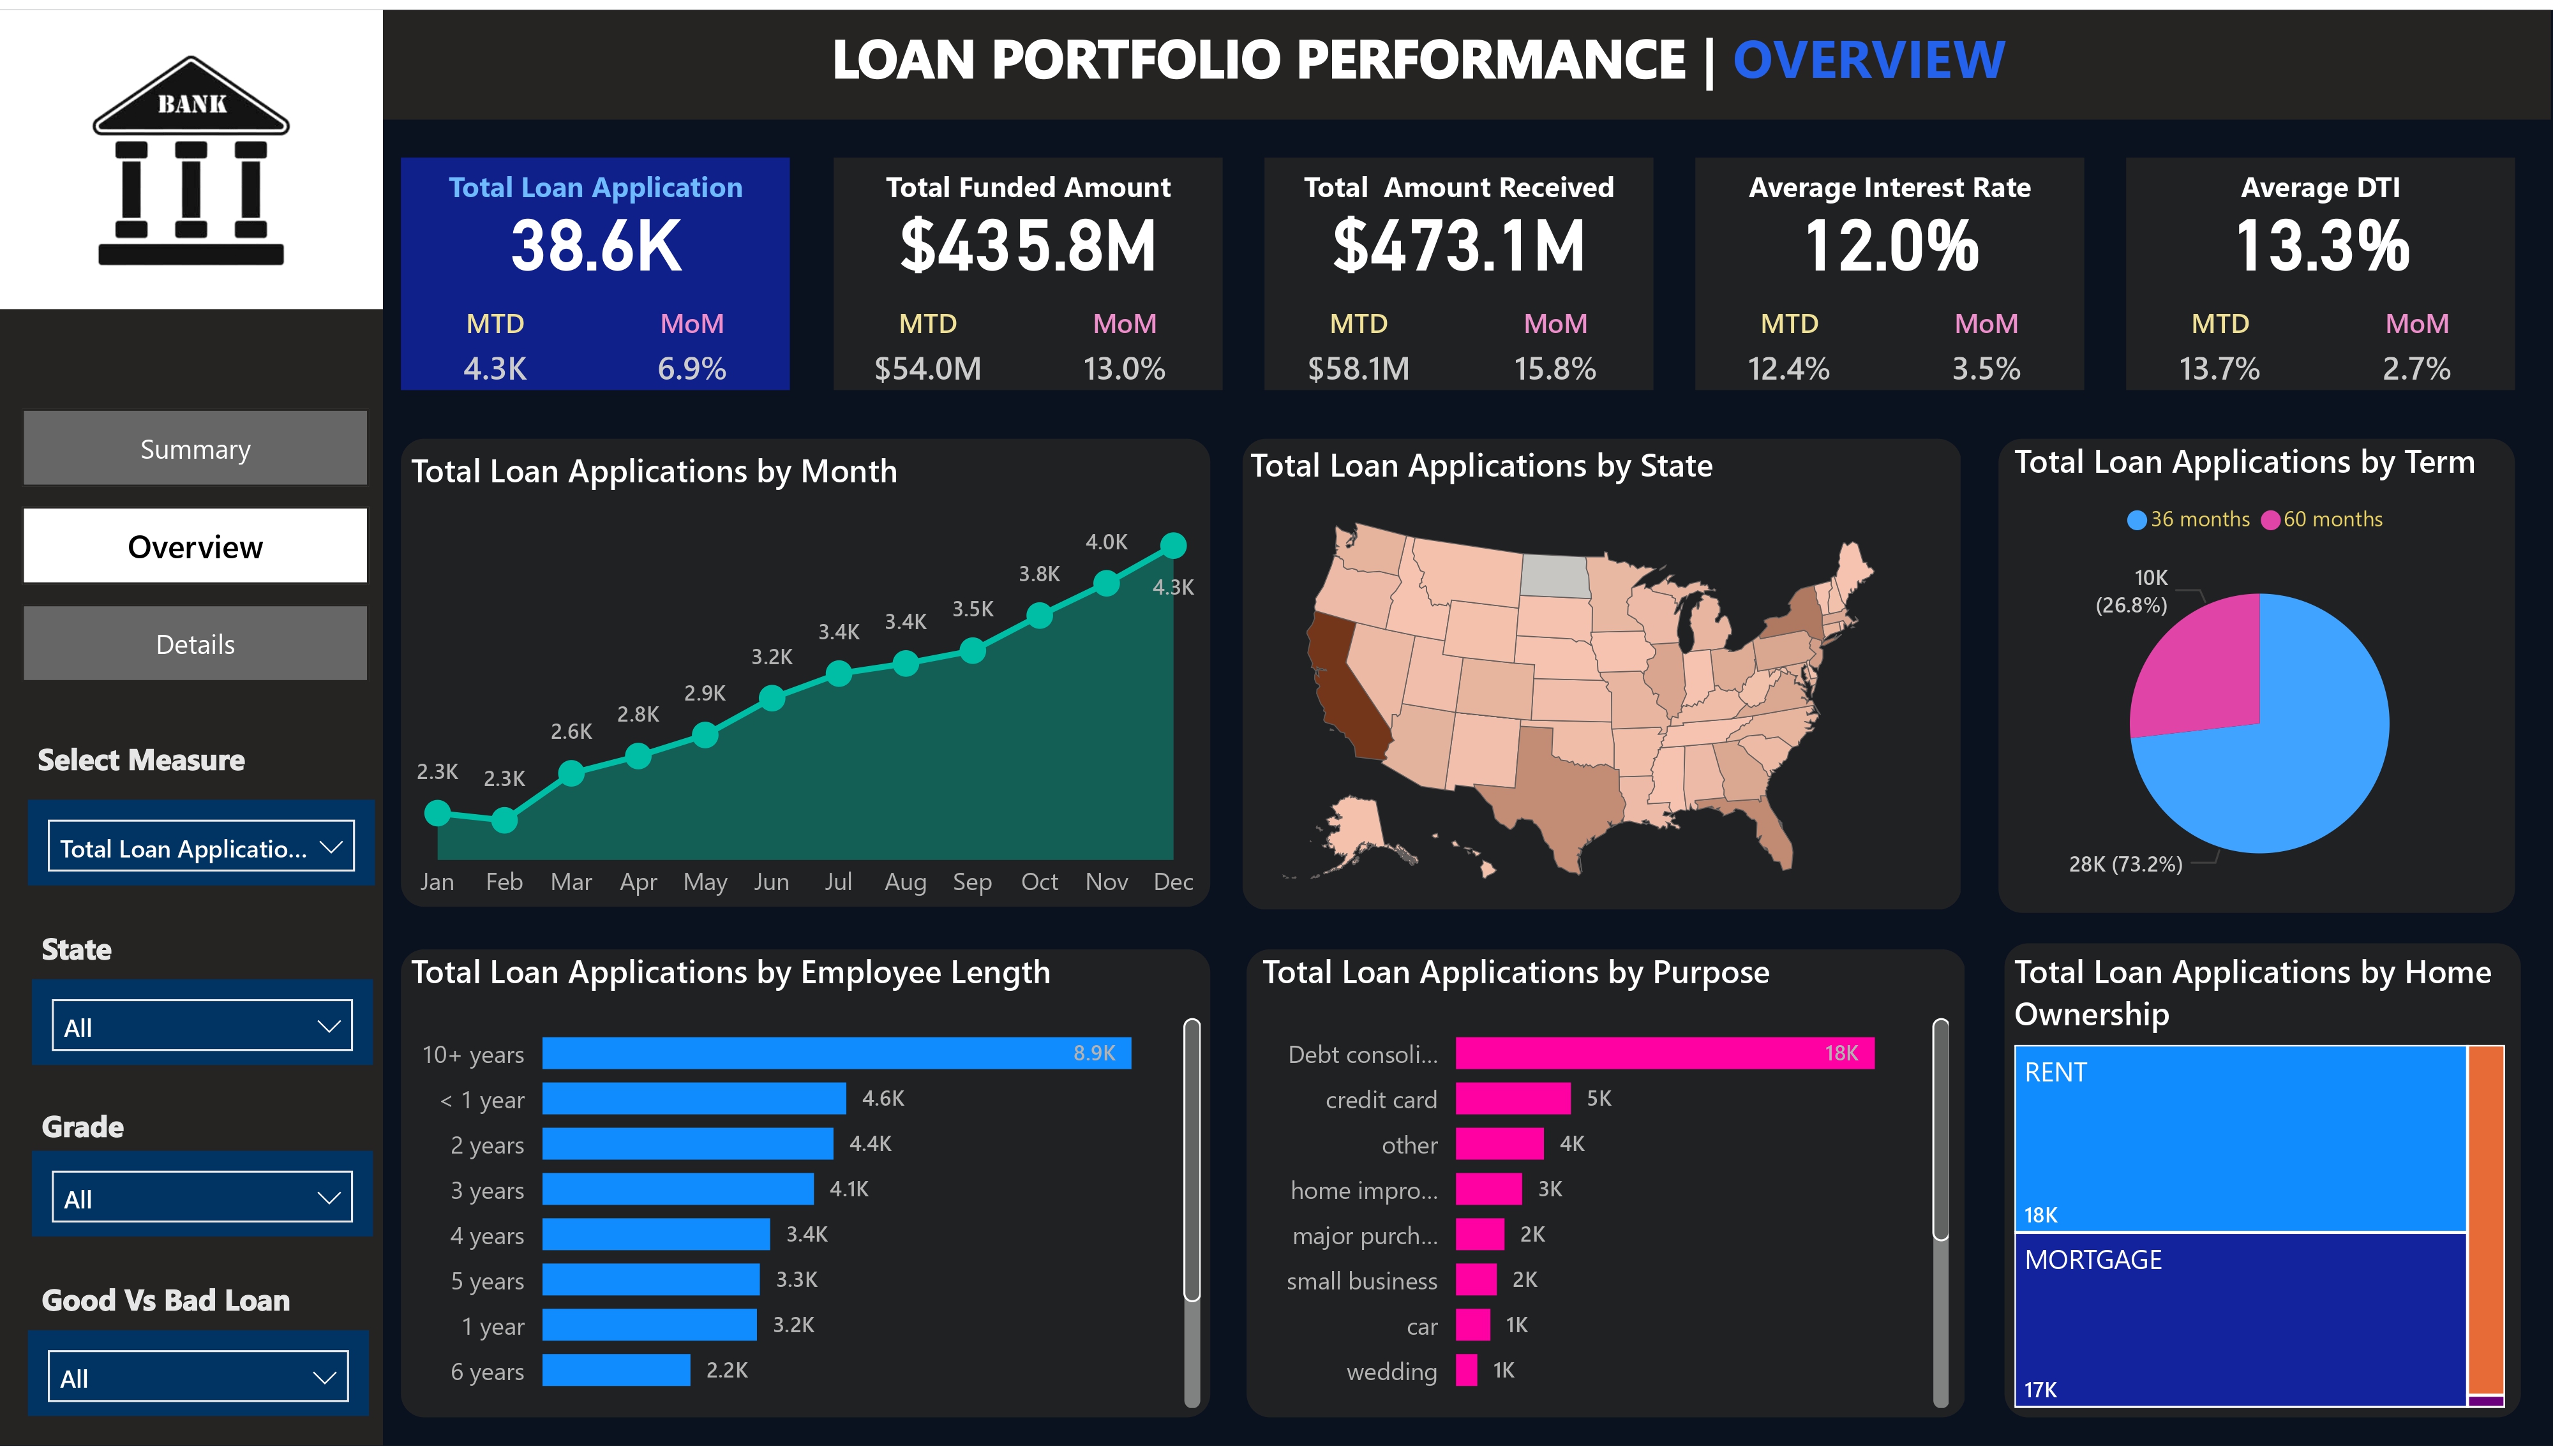 BANK
LOAN PORTFOLIO PERFORMANCE | OVERVIEW
Total Loan Application
38.6K
MTD MoM
4.3K 6.9%
Total Funded Amount
$435.8M
MTD MoM
$54.0M 13.0%
Total  Amount Received
$473.1M
MTD MoM
$58.1M 15.8%
Average Interest Rate
12.0%
MTD MoM
12.4% 3.5%
Average DTI
13.3%
MTD MoM
13.7% 2.7%
Summary
Overview
Details
Select Measure
Total Loan Applicatio...
State
All
Grade
All
Good Vs Bad Loan
All
Total Loan Applications by Month
2.3K
2.3K
2.6K
2.8K
2.9K
3.2K
3.4K
3.4K
3.5K
3.8K
4.0K
4.3K
Jan Feb Mar Apr May Jun Jul Aug Sep Oct Nov Dec
Total Loan Applications by State
Total Loan Applications by Term
36 months 60 months
10K
(26.8%)
28K (73.2%)
Total Loan Applications by Employee Length
10+ years 8.9K
< 1 year 4.6K
2 years 4.4K
3 years 4.1K
4 years 3.4K
5 years 3.3K
1 year 3.2K
6 years 2.2K
Total Loan Applications by Purpose
Debt consoli... 18K
credit card 5K
other 4K
home impro... 3K
major purch... 2K
small business 2K
car 1K
wedding 1K
Total Loan Applications by Home
Ownership
RENT
18K
MORTGAGE
17K